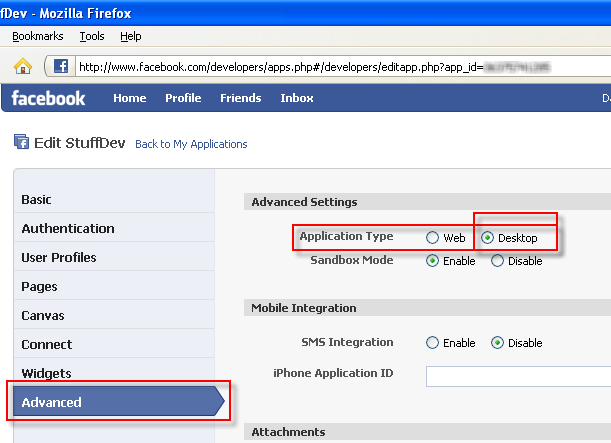 ffDev - Mozilla Firefox
Bookmarks Tools Help
http://www.facebook.com/developers/apps.php#/developers/editapp.php?app_id=
facebook Home Profile Friends Inbox
Edit StuffDev Back to My Applications
Basic
Authentication
User Profiles
Pages
Canvas
Connect
Widgets
Advanced
Advanced Settings
Application Type Web Desktop
Sandbox Mode Enable Disable
Mobile Integration
SMS Integration Enable Disable
iPhone Application ID
Attachments